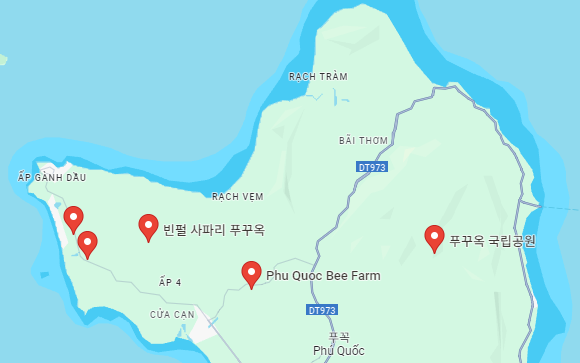 RẠCH TRÀM
BÃI THƠM
DT973
ẤP GÀNH DẦU
RẠCH VẸM
빈펄 사파리 푸꾸옥
푸꾸옥 국립공원
Phu Quoc Bee Farm
ẤP 4
CỬA CẠN
DT973
푸꼭
Phú Quốc